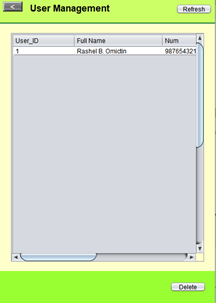 < User Management Refresh
User_ID Full Name Num
1 Rashel B. Omictin 987654321
Delete